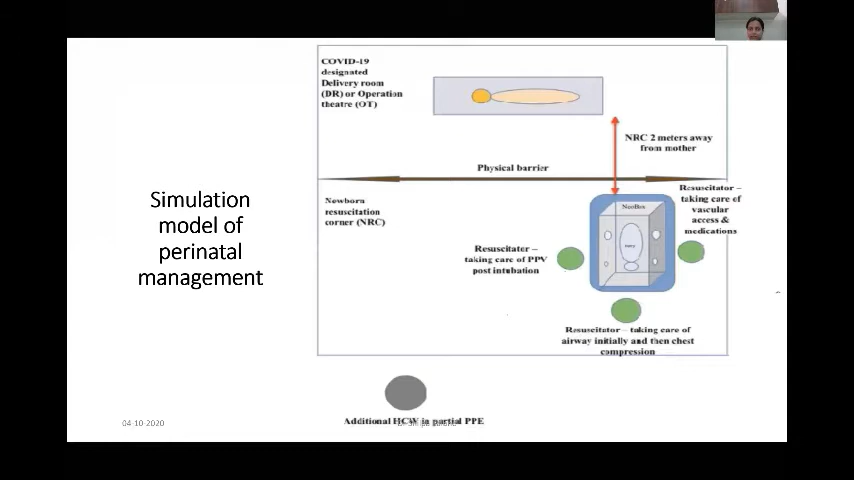 COVID-19
designated
Delivery room
(DR) or Operation
theatre (OT)
NRC 2 meters away
from mother
Physical barrier
Simulation
model of
perinatal
management
Newborn
resuscitation
corner (NRC)
Resuscitator –
taking care of
vascular
access &
medications
NeoBox
Resuscitator –
taking care of PPV
post intubation
Resuscitator – taking care of
airway initially and then chest
compression
Additional HCW in partial PPE
04-10-2020